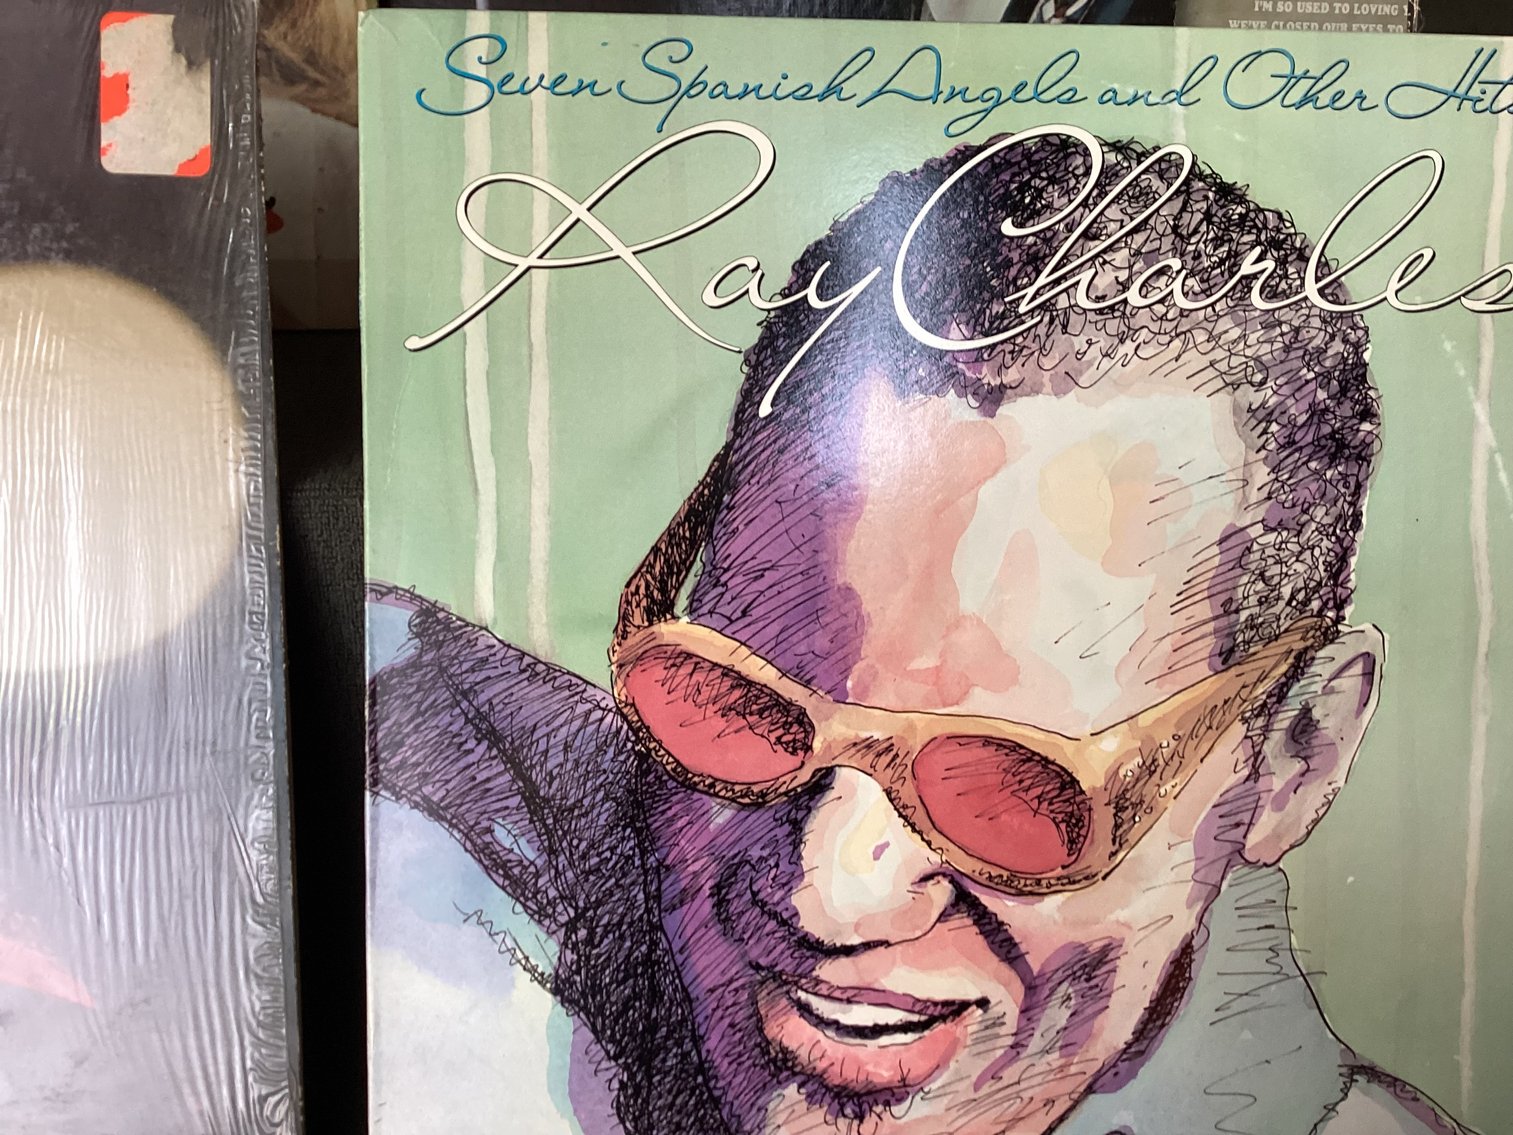 I'M SO USED TO LOVING
WE'VE CLOSED OUR EYES TO
Seven Spanish Angels and Other Hits
Ray Charles